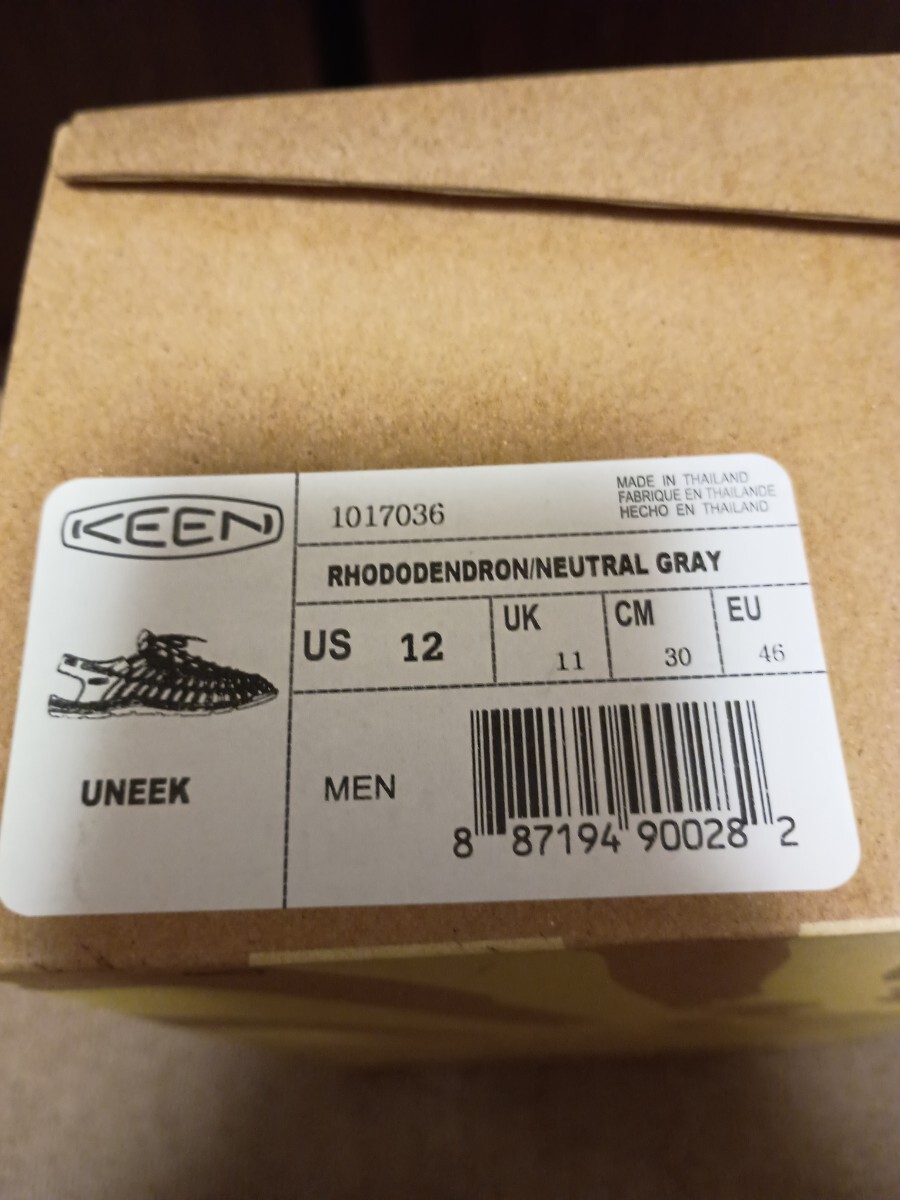 KEEN
1017036
MADE IN THAILAND
FABRIQUE EN THAILANDE
HECHO EN THAILAND
RHODODENDRON/NEUTRAL GRAY
US 12
UK 11
CM 30
EU 46
UNEEK
MEN
8 87194 90028 2